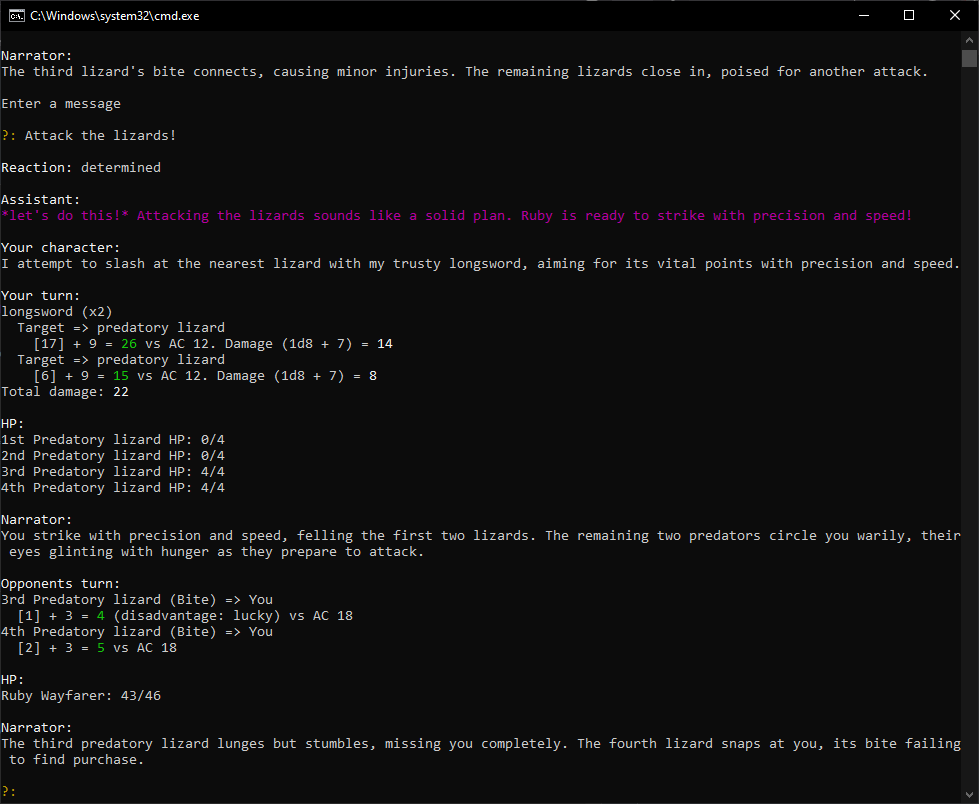 C:\Windows\system32\cmd.exe
Narrator:
The third lizard's bite connects, causing minor injuries. The remaining lizards close in, poised for another attack.
Enter a message
?: Attack the lizards!
Reaction: determined
Assistant:
*let's do this!* Attacking the lizards sounds like a solid plan. Ruby is ready to strike with precision and speed!
Your character:
I attempt to slash at the nearest lizard with my trusty longsword, aiming for its vital points with precision and speed.
Your turn:
longsword (x2)
  Target => predatory lizard
    [17] + 9 = 26 vs AC 12. Damage (1d8 + 7) = 14
  Target => predatory lizard
    [6] + 9 = 15 vs AC 12. Damage (1d8 + 7) = 8
Total damage: 22
HP:
1st Predatory lizard HP: 0/4
2nd Predatory lizard HP: 0/4
3rd Predatory lizard HP: 4/4
4th Predatory lizard HP: 4/4
Narrator:
You strike with precision and speed, felling the first two lizards. The remaining two predators circle you warily, their
 eyes glinting with hunger as they prepare to attack.
Opponents turn:
3rd Predatory lizard (Bite) => You
  [1] + 3 = 4 (disadvantage: lucky) vs AC 18
4th Predatory lizard (Bite) => You
  [2] + 3 = 5 vs AC 18
HP:
Ruby Wayfarer: 43/46
Narrator:
The third predatory lizard lunges but stumbles, missing you completely. The fourth lizard snaps at you, its bite failing
 to find purchase.
?: